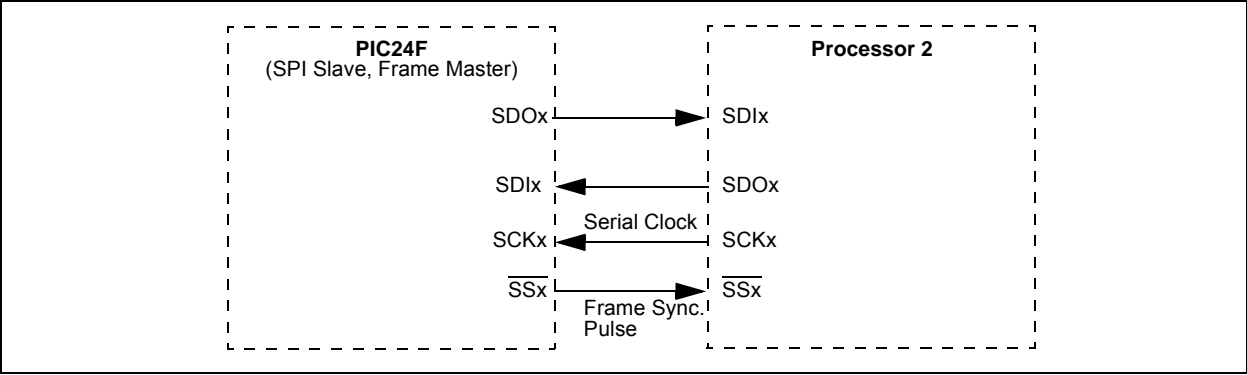 PIC24F
(SPI Slave, Frame Master)
Processor 2
SDOx
SDIx
SDIx
SDOx
Serial Clock
SCKx
SCKx
SSx
SSx
Frame Sync.
Pulse